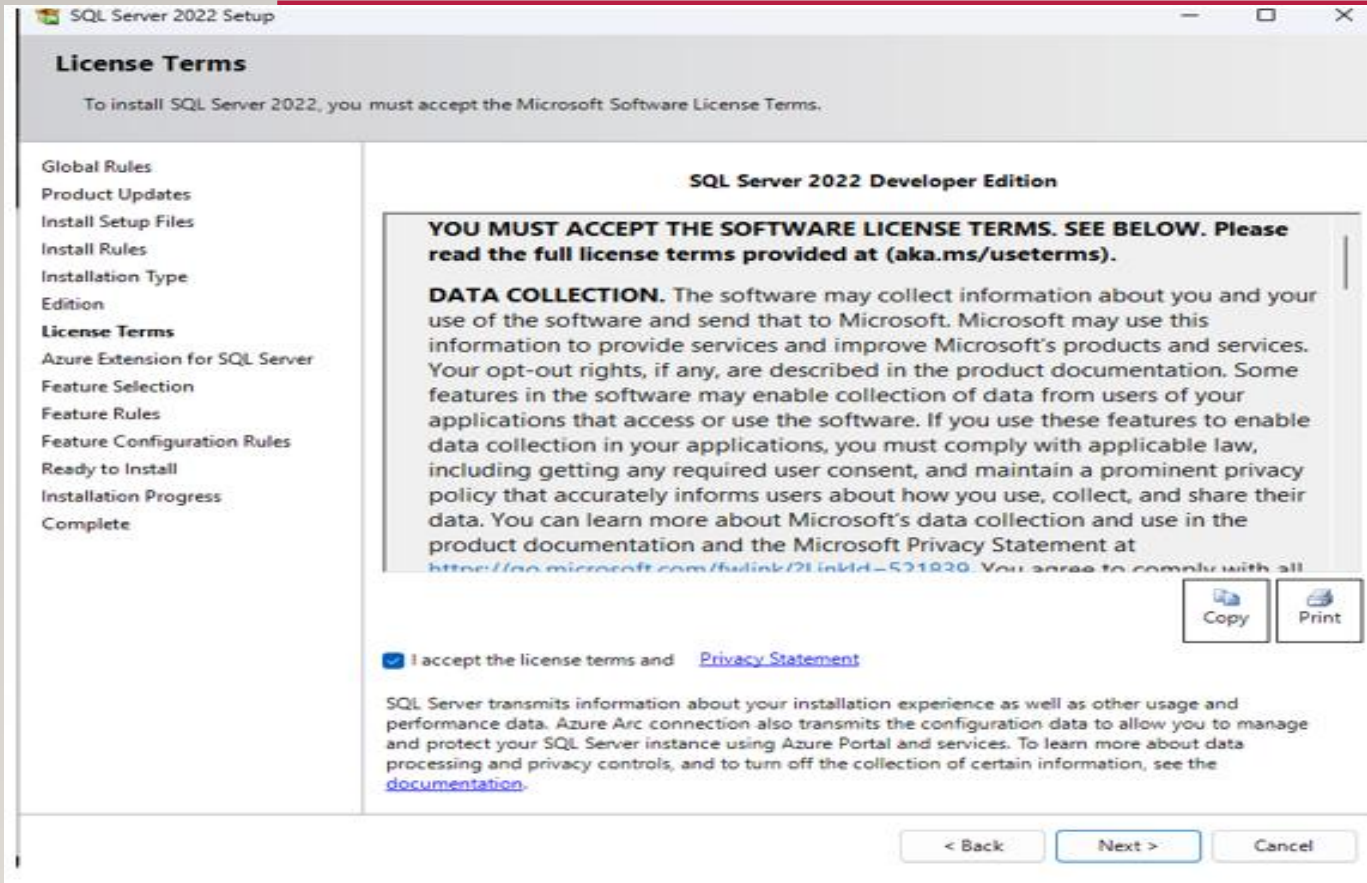 SQL Server 2022 Setup
License Terms
To install SQL Server 2022, you must accept the Microsoft Software License Terms.
Global Rules
Product Updates
Install Setup Files
Install Rules
Installation Type
Edition
License Terms
Azure Extension for SQL Server
Feature Selection
Feature Rules
Feature Configuration Rules
Ready to Install
Installation Progress
Complete
SQL Server 2022 Developer Edition
YOU MUST ACCEPT THE SOFTWARE LICENSE TERMS. SEE BELOW. Please
read the full license terms provided at (aka.ms/useterms).
DATA COLLECTION. The software may collect information about you and your
use of the software and send that to Microsoft. Microsoft may use this
information to provide services and improve Microsoft's products and services.
Your opt-out rights, if any, are described in the product documentation. Some
features in the software may enable collection of data from users of your
applications that access or use the software. If you use these features to enable
data collection in your applications, you must comply with applicable law,
including getting any required user consent, and maintain a prominent privacy
policy that accurately informs users about how you use, collect, and share their
data. You can learn more about Microsoft's data collection and use in the
product documentation and the Microsoft Privacy Statement at
https://go.microsoft.com/fwlink/?LinkId=521839. You agree to comply with all
Copy
Print
I accept the license terms and Privacy Statement
SQL Server transmits information about your installation experience as well as other usage and
performance data. Azure Arc connection also transmits the configuration data to allow you to manage
and protect your SQL Server instance using Azure Portal and services. To learn more about data
processing and privacy controls, and to turn off the collection of certain information, see the
documentation.
< Back
Next >
Cancel